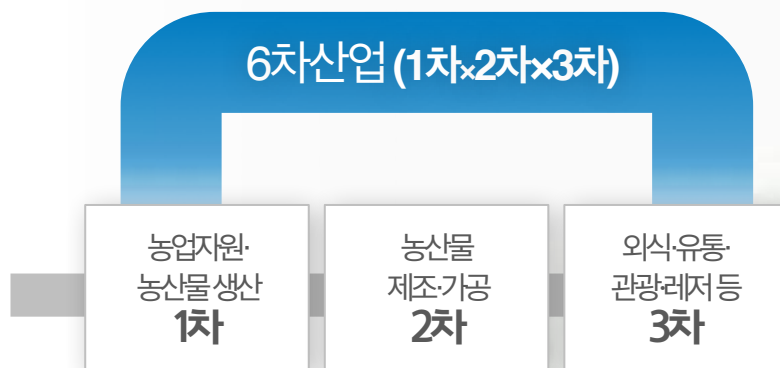 6차산업 (1차×2차×3차)
농업자원·
농산물 생산
1차
농산물
제조·가공
2차
외식·유통·
관광·레저 등
3차